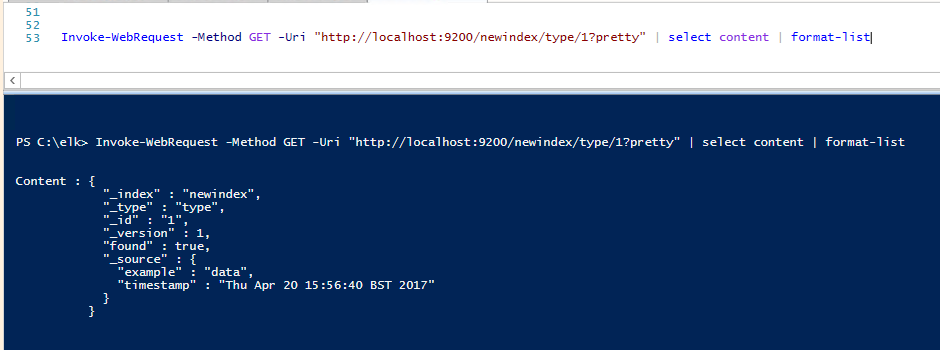 51
52
53 Invoke-WebRequest -Method GET -Uri "http://localhost:9200/newindex/type/1?pretty" | select content | format-list
PS C:\elk> Invoke-WebRequest -Method GET -Uri "http://localhost:9200/newindex/type/1?pretty" | select content | format-list
Content : {
"_index" : "newindex",
"_type" : "type",
"_id" : "1",
"_version" : 1,
"found" : true,
"_source" : {
"example" : "data",
"timestamp" : "Thu Apr 20 15:56:40 BST 2017"
}
}